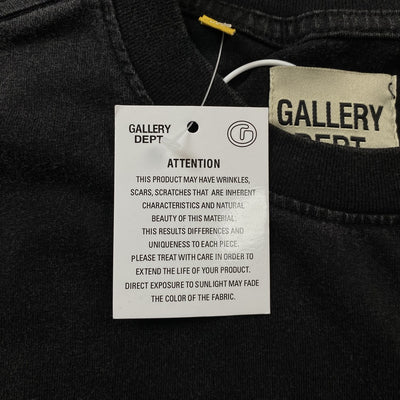 GALLERY
DEPT
GALLERY
DEPT
G
ATTENTION
THIS PRODUCT MAY HAVE WRINKLES,
SCARS, SCRATCHES THAT ARE INHERENT
CHARACTERISTICS AND NATURAL
BEAUTY OF THIS MATERIAL.
THIS RESULTS DIFFERENCES AND
UNIQUENESS TO EACH PIECE.
PLEASE TREAT WITH CARE IN ORDER TO
EXTEND THE LIFE OF YOUR PRODUCT.
DIRECT EXPOSURE TO SUNLIGHT MAY FADE
THE COLOR OF THE FABRIC.